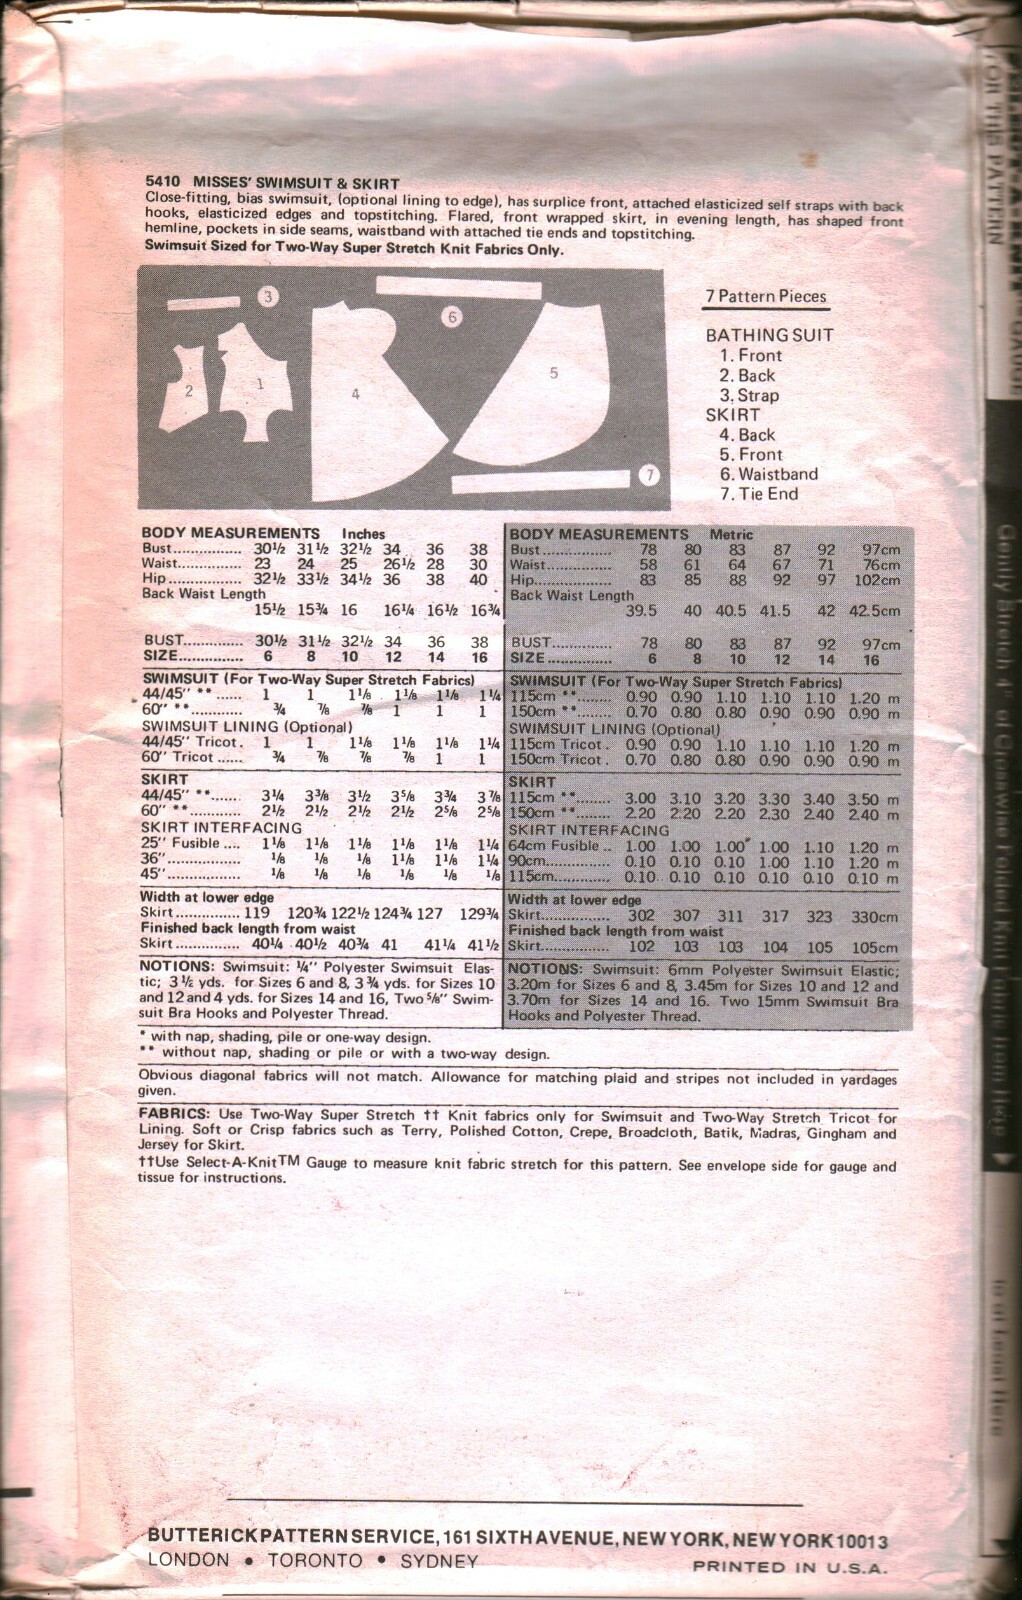 5410 MISSES' SWIMSUIT & SKIRT
Close-fitting, bias swimsuit, (optional lining to edge), has surplice front, attached elasticized self straps with back
hooks, elasticized edges and topstitching. Flared, front wrapped skirt, in evening length, has shaped front
hemline, pockets in side seams, waistband with attached tie ends and topstitching.
Swimsuit Sized for Two-Way Super Stretch Knit Fabrics Only.
3
6
2
1
4
5
7
7 Pattern Pieces
BATHING SUIT
1. Front
2. Back
3. Strap
SKIRT
4. Back
5. Front
6. Waistband
7. Tie End
BODY MEASUREMENTS Inches
Bust................ 30½ 31½ 32½ 34 36 38
Waist................ 23 24 25 26½ 28 30
Hip................ 32½ 33½ 34½ 36 38 40
Back Waist Length
15½ 15¾ 16 16¼ 16½ 16¾
BUST.............. 30½ 31½ 32½ 34 36 38
SIZE............... 6 8 10 12 14 16
SWIMSUIT (For Two-Way Super Stretch Fabrics)
44/45" ** ...... 1 1 1⅛ 1⅛ 1⅛ 1¼
60" **............ ¾ ⅞ ⅞ 1 1 1
SWIMSUIT LINING (Optional)
44/45" Tricot. 1 1 1⅛ 1⅛ 1⅛ 1¼
60" Tricot ...... ¾ ⅞ ⅞ ⅞ 1 1
SKIRT
44/45" **...... 3¼ 3⅜ 3½ 3⅝ 3¾ 3⅞
60" **............ 2½ 2½ 2½ 2½ 2⅝ 2⅝
SKIRT INTERFACING
25" Fusible .... 1⅛ 1⅛ 1⅛ 1⅛ 1⅛ 1¼
36"................. ⅛ ⅛ ⅛ 1⅛ 1⅛ 1¼
45"................. ⅛ ⅛ ⅛ ⅛ ⅛ ⅛
Width at lower edge
Skirt............... 119 120¾ 122½ 124¾ 127 129¾
Finished back length from waist
Skirt............... 40¼ 40½ 40¾ 41 41¼ 41½
NOTIONS: Swimsuit: ¼" Polyester Swimsuit Elas-
tic; 3½ yds. for Sizes 6 and 8, 3¾ yds. for Sizes 10
and 12 and 4 yds. for Sizes 14 and 16, Two ⅝" Swim-
suit Bra Hooks and Polyester Thread.
BODY MEASUREMENTS Metric
Bust................ 78 80 83 87 92 97cm
Waist................ 58 61 64 67 71 76cm
Hip.................. 83 85 88 92 97 102cm
Back Waist Length
39.5 40 40.5 41.5 42 42.5cm
BUST.............. 78 80 83 87 92 97cm
SIZE............... 6 8 10 12 14 16
SWIMSUIT (For Two-Way Super Stretch Fabrics)
115cm **........ 0.90 0.90 1.10 1.10 1.10 1.20 m
150cm **........ 0.70 0.80 0.80 0.90 0.90 0.90 m
SWIMSUIT LINING (Optional)
115cm Tricot. 0.90 0.90 1.10 1.10 1.10 1.20 m
150cm Tricot. 0.70 0.80 0.80 0.90 0.90 0.90 m
SKIRT
115cm **........ 3.00 3.10 3.20 3.30 3.40 3.50 m
150cm **........ 2.20 2.20 2.20 2.30 2.40 2.40 m
SKIRT INTERFACING
64cm Fusible .. 1.00 1.00 1.00 1.00 1.10 1.20 m
90cm.............. 0.10 0.10 0.10 1.00 1.10 1.20 m
115cm............ 0.10 0.10 0.10 0.10 0.10 0.10 m
Width at lower edge
Skirt................ 302 307 311 317 323 330cm
Finished back length from waist
Skirt................ 102 103 103 104 105 105cm
NOTIONS: Swimsuit: 6mm Polyester Swimsuit Elastic;
3.20m for Sizes 6 and 8, 3.45m for Sizes 10 and 12 and
3.70m for Sizes 14 and 16. Two 15mm Swimsuit Bra
Hooks and Polyester Thread.
* with nap, shading, pile or one-way design.
** without nap, shading or pile or with a two-way design.
Obvious diagonal fabrics will not match. Allowance for matching plaid and stripes not included in yardages
given.
FABRICS: Use Two-Way Super Stretch †† Knit fabrics only for Swimsuit and Two-Way Stretch Tricot for
Lining. Soft or Crisp fabrics such as Terry, Polished Cotton, Crepe, Broadcloth, Batik, Madras, Gingham and
Jersey for Skirt.
††Use Select-A-Knit™ Gauge to measure knit fabric stretch for this pattern. See envelope side for gauge and
tissue for instructions.
BUTTERICK PATTERN SERVICE, 161 SIXTH AVENUE, NEW YORK, NEW YORK 10013
LONDON • TORONTO • SYDNEY
PRINTED IN U.S.A.
FOR THIS PATTERN
Gently Stretch 4" of Crosswise Folded Knit Fabric from Here
to at Least Here